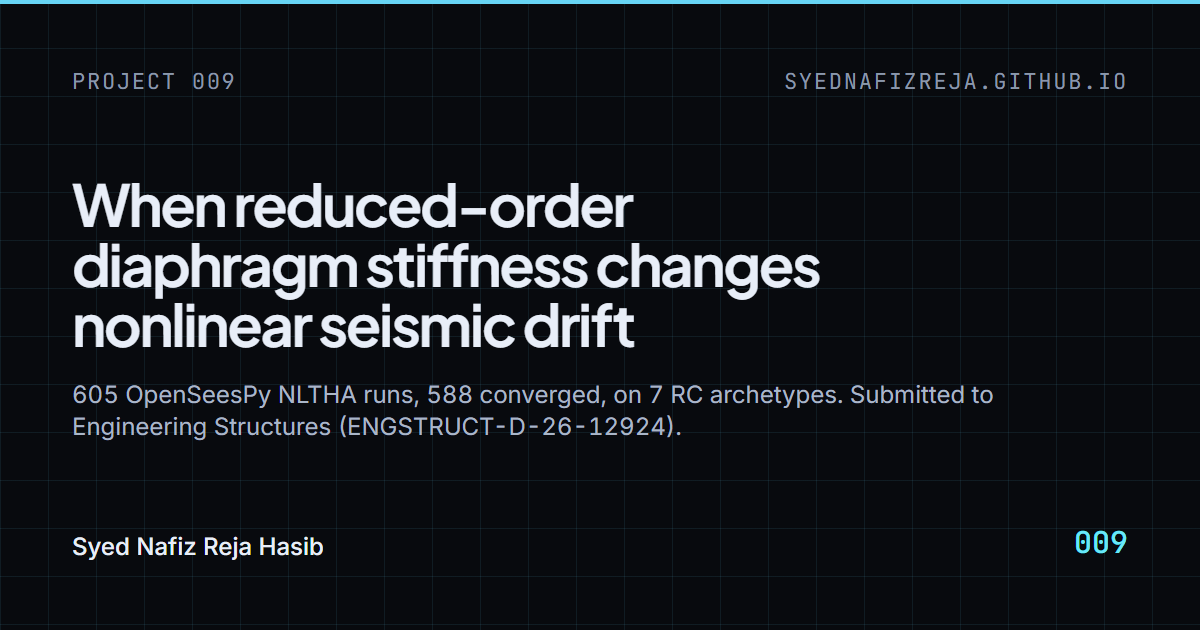 PROJECT 009
SYEDNAFIZREJA.GITHUB.IO
When reduced-order
diaphragm stiffness changes
nonlinear seismic drift
605 OpenSeesPy NLTHA runs, 588 converged, on 7 RC archetypes. Submitted to
Engineering Structures (ENGSTRUCT-D-26-12924).
Syed Nafiz Reja Hasib
009